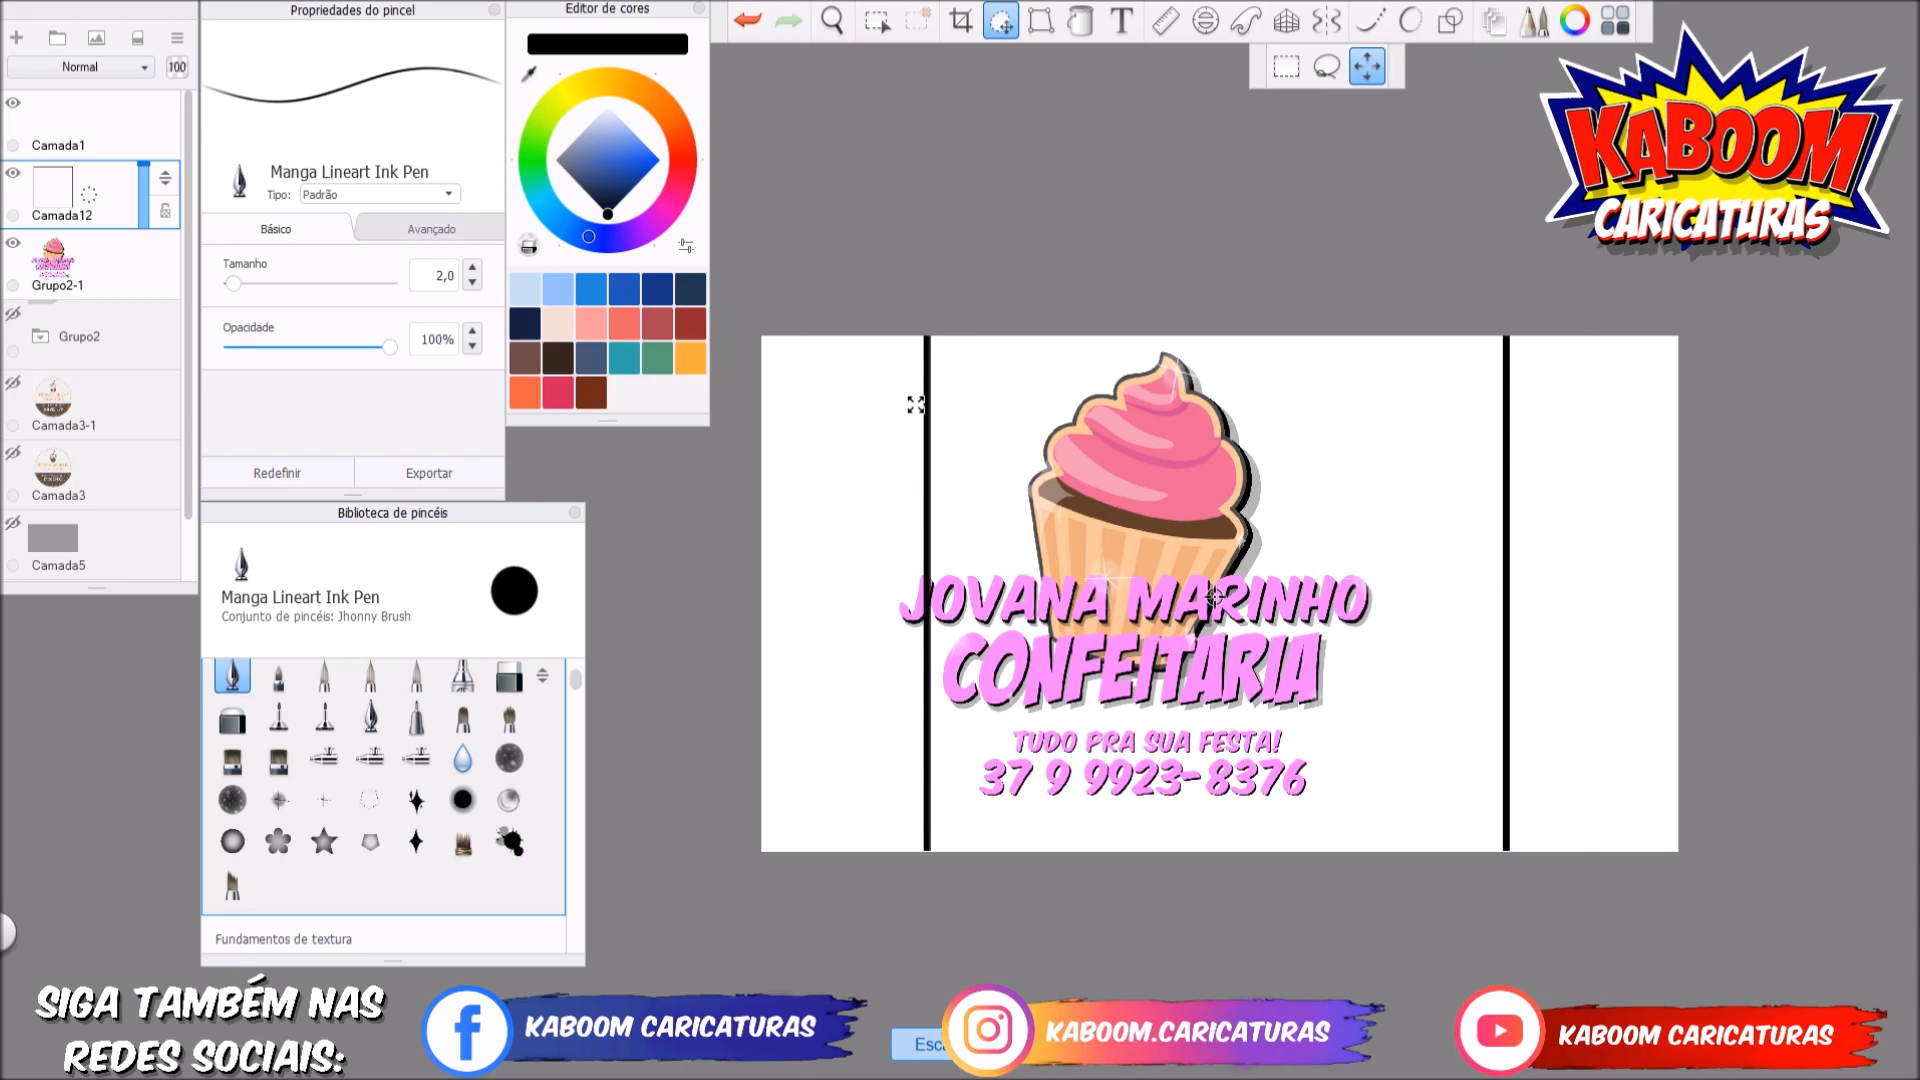 Normal
100
Camada1
Camada12
Grupo2-1
Grupo2
Camada3-1
Camada3
Camada5
Propriedades do pincel
Manga Lineart Ink Pen
Tipo: Padrão
Básico
Avançado
Tamanho
2,0
Opacidade
100%
Redefinir
Exportar
Editor de cores
Biblioteca de pincéis
Manga Lineart Ink Pen
Conjunto de pincéis: Jhonny Brush
Fundamentos de textura
T
KABOOM
CARICATURAS
JOVANA MARINHO
CONFEITARIA
TUDO PRA SUA FESTA!
37 9 9923-8376
SIGA TAMBÉM NAS
REDES SOCIAIS:
KABOOM CARICATURAS
KABOOM.CARICATURAS
KABOOM CARICATURAS